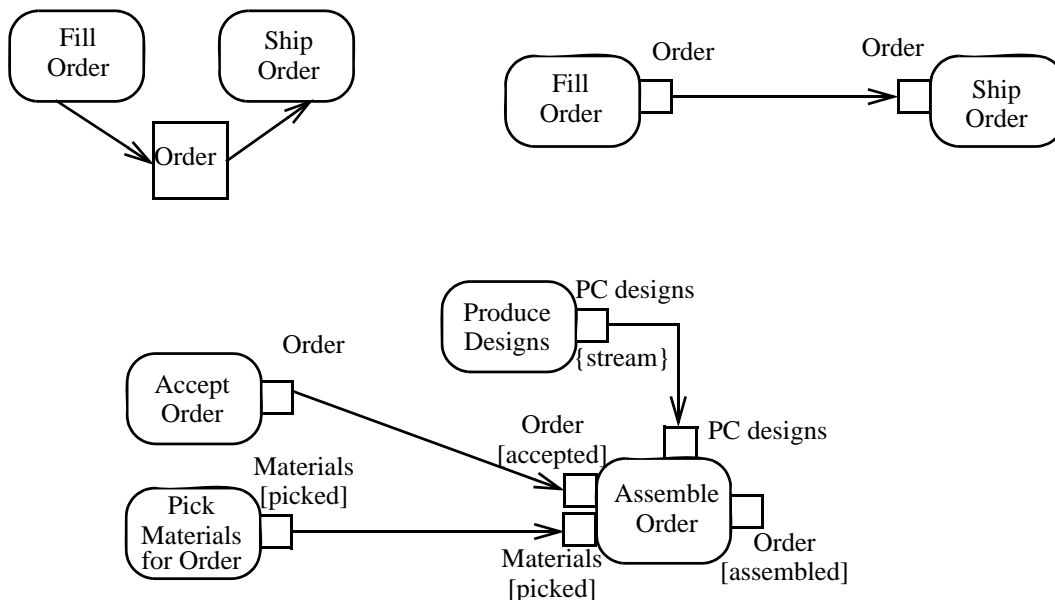 Fill
Order
Ship
Order
Order
Order
Order
Fill
Order
Ship
Order
PC designs
Produce
Designs
{stream}
Order
Accept
Order
PC designs
Order
[accepted]
Materials
[picked]
Assemble
Order
Pick
Materials
for Order
Materials
[picked]
Order
[assembled]